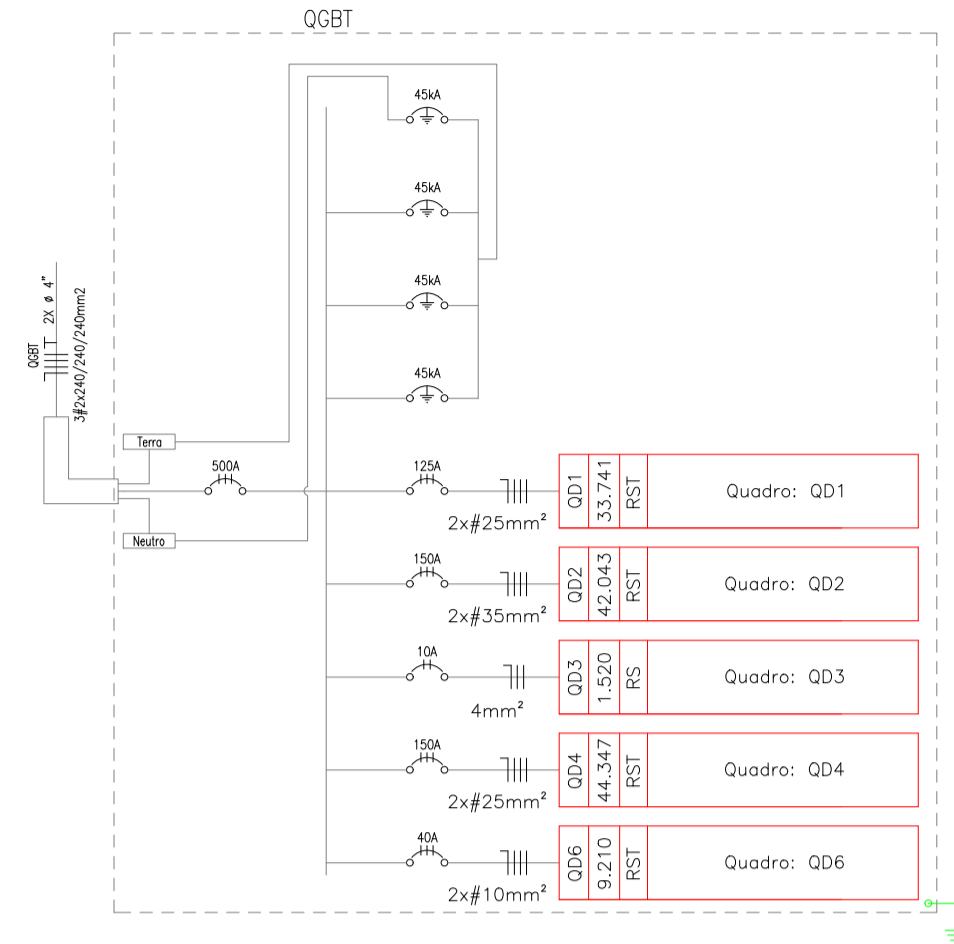 QGBT
45kA
45kA
45kA
45kA
QGBT
2X ø 4"
3#2x240/240/240mm2
Terra
500A
Neutro
125A
2x#25mm²
QD1
33.741
RST
Quadro: QD1
150A
2x#35mm²
QD2
42.043
RST
Quadro: QD2
10A
4mm²
QD3
1.520
RS
Quadro: QD3
150A
2x#25mm²
QD4
44.347
RST
Quadro: QD4
40A
2x#10mm²
QD6
9.210
RST
Quadro: QD6